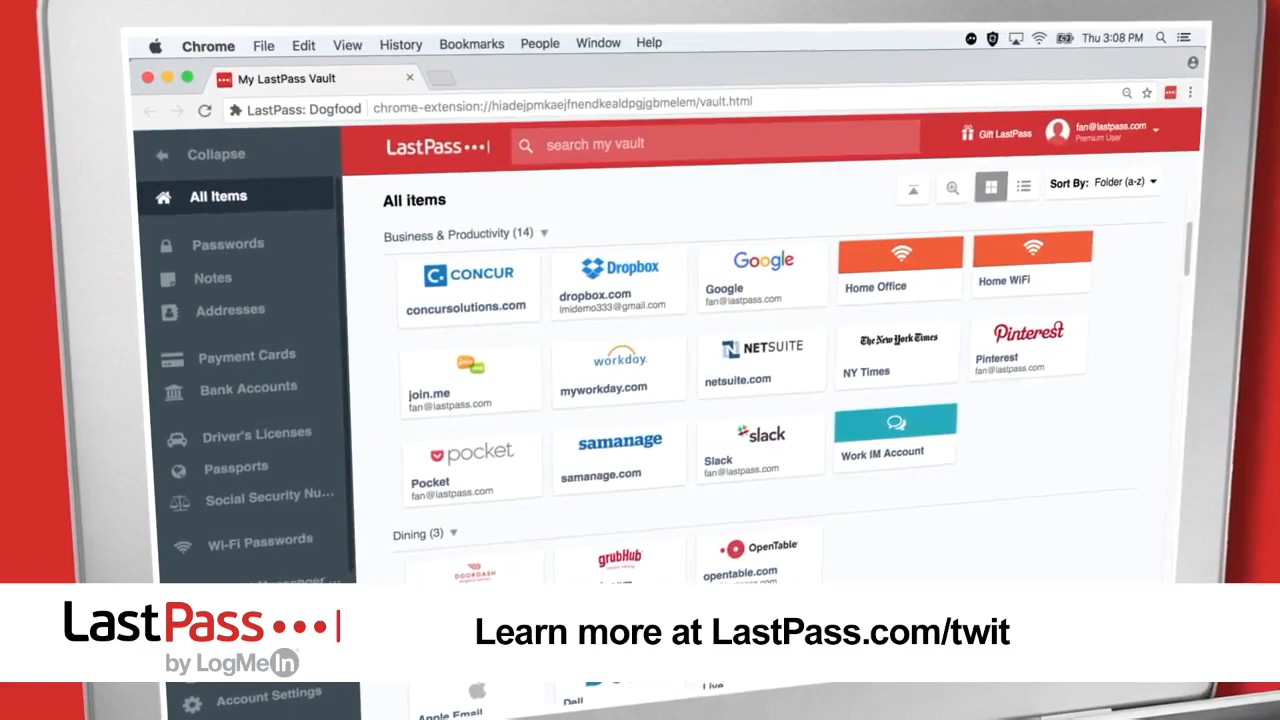 Chrome File Edit View History Bookmarks People Window Help Thu 3:08 PM
My LastPass Vault
LastPass: Dogfood chrome-extension://hiadejpmkaejfnendkealdpgjgbmelem/vault.html
Collapse
LastPass
search my vault
Gift LastPass
fan@lastpass.com
Premium User
All Items
Passwords
Notes
Addresses
Payment Cards
Bank Accounts
Driver's Licenses
Passports
Social Security Nu...
Wi-Fi Passwords
Account Settings
All items
Sort By: Folder (a-z)
Business & Productivity (14)
CONCUR
concursolutions.com
Dropbox
dropbox.com
lmidemo333@gmail.com
Google
Google
fan@lastpass.com
Home Office
Home WiFi
join.me
join.me
fan@lastpass.com
workday.
myworkday.com
NETSUITE
netsuite.com
The New York Times
NY Times
Pinterest
Pinterest
fan@lastpass.com
pocket
Pocket
fan@lastpass.com
samanage
samanage.com
slack
Slack
fan@lastpass.com
Work IM Account
Dining (3)
DOORDASH
grubHub
OpenTable
opentable.com
LastPass
by LogMeIn
Learn more at LastPass.com/twit
Apple Email
Dell
Live